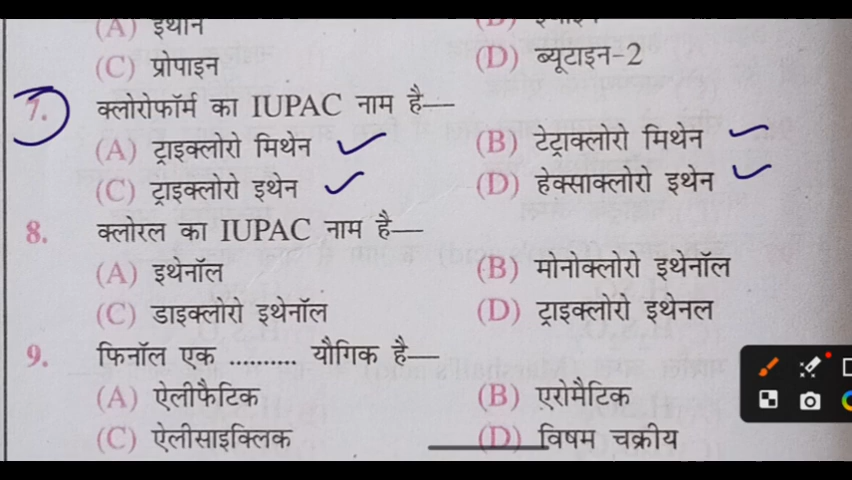 (A) इथीन
(C) प्रोपाइन (D) ब्यूटाइन-2
7. क्लोरोफॉर्म का IUPAC नाम है—
(A) ट्राइक्लोरो मिथेन (B) टेट्राक्लोरो मिथेन
(C) ट्राइक्लोरो इथेन (D) हेक्साक्लोरो इथेन
8. क्लोरल का IUPAC नाम है—
(A) इथेनॉल (B) मोनोक्लोरो इथेनॉल
(C) डाइक्लोरो इथेनॉल (D) ट्राइक्लोरो इथेनल
9. फिनॉल एक .......... यौगिक है—
(A) ऐलीफैटिक (B) एरोमैटिक
(C) ऐलीसाइक्लिक (D) विषम चक्रीय